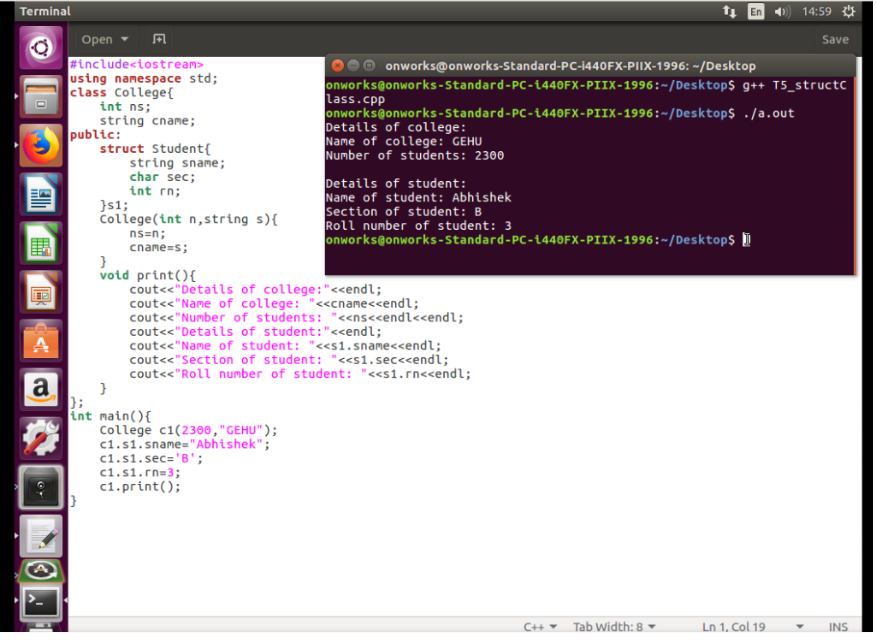 Terminal
En
14:59
Open
Save
#include<iostream>
using namespace std;
class College{
    int ns;
    string cname;
public:
    struct Student{
        string sname;
        char sec;
        int rn;
    }s1;
    College(int n,string s){
        ns=n;
        cname=s;
    }
    void print(){
        cout<<"Details of college:"<<endl;
        cout<<"Name of college: "<<cname<<endl;
        cout<<"Number of students: "<<ns<<endl<<endl;
        cout<<"Details of student:"<<endl;
        cout<<"Name of student: "<<s1.sname<<endl;
        cout<<"Section of student: "<<s1.sec<<endl;
        cout<<"Roll number of student: "<<s1.rn<<endl;
    }
};
int main(){
    College c1(2300,"GEHU");
    c1.s1.sname="Abhishek";
    c1.s1.sec='B';
    c1.s1.rn=3;
    c1.print();
}
onworks@onworks-Standard-PC-i440FX-PIIX-1996: ~/Desktop
onworks@onworks-Standard-PC-i440FX-PIIX-1996:~/Desktop$ g++ T5_structC
lass.cpp
onworks@onworks-Standard-PC-i440FX-PIIX-1996:~/Desktop$ ./a.out
Details of college:
Name of college: GEHU
Number of students: 2300
Details of student:
Name of student: Abhishek
Section of student: B
Roll number of student: 3
onworks@onworks-Standard-PC-i440FX-PIIX-1996:~/Desktop$
C++
Tab Width: 8
Ln 1, Col 19
INS